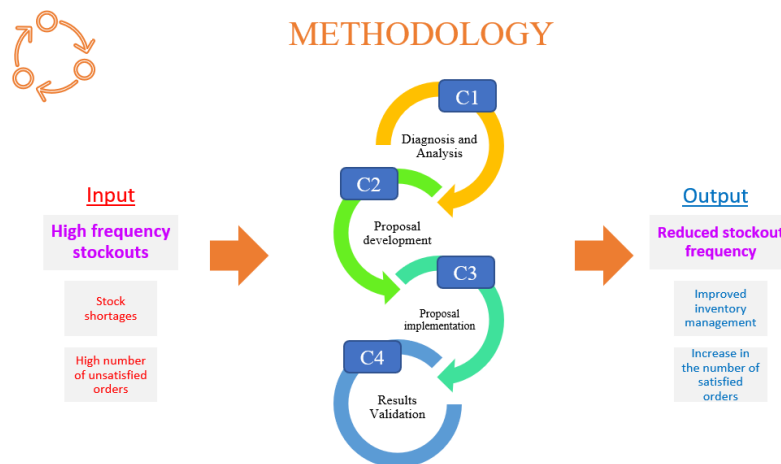 METHODOLOGY
Input
High frequency
stockouts
Stock
shortages
High number
of unsatisfied
orders
C1
Diagnosis and
Analysis
C2
Proposal
development
C3
Proposal
implementation
C4
Results
Validation
Output
Reduced stockout
frequency
Improved
inventory
management
Increase in
the number of
satisfied
orders